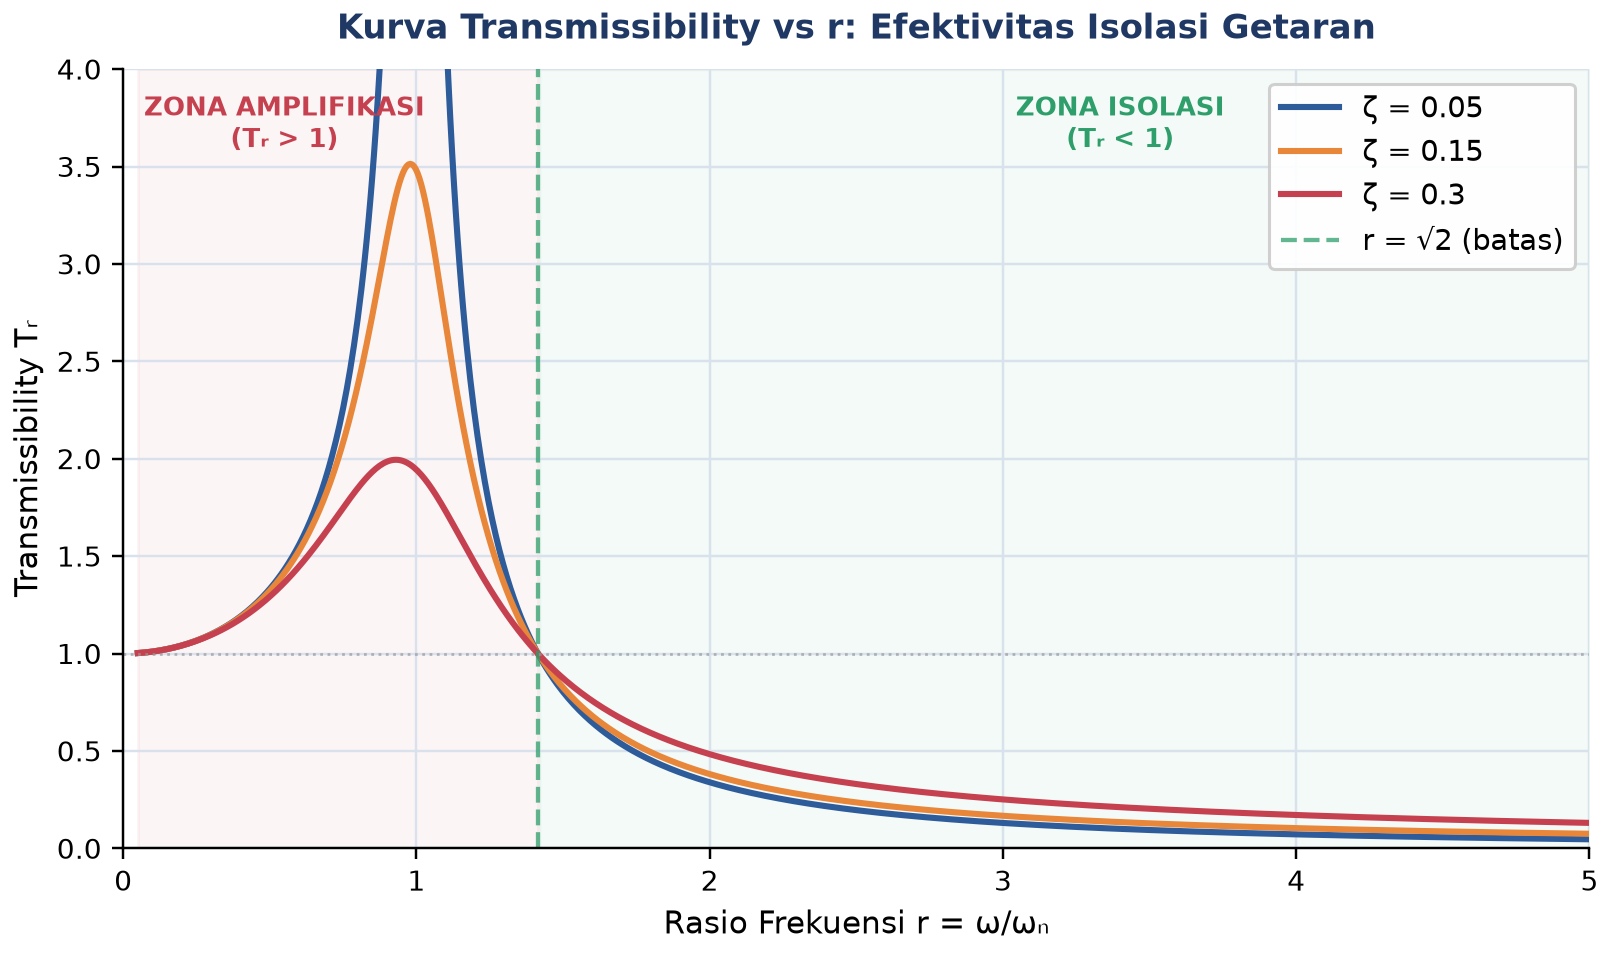 Kurva Transmissibility vs r: Efektivitas Isolasi Getaran
4.0
3.5
3.0
2.5
2.0
1.5
1.0
0.5
0.0
Transmissibility Tᵣ
ZONA AMPLIFIKASI
(Tᵣ > 1)
ZONA ISOLASI
(Tᵣ < 1)
ζ = 0.05
ζ = 0.15
ζ = 0.3
r = √2 (batas)
0 1 2 3 4 5
Rasio Frekuensi r = ω/ωₙ